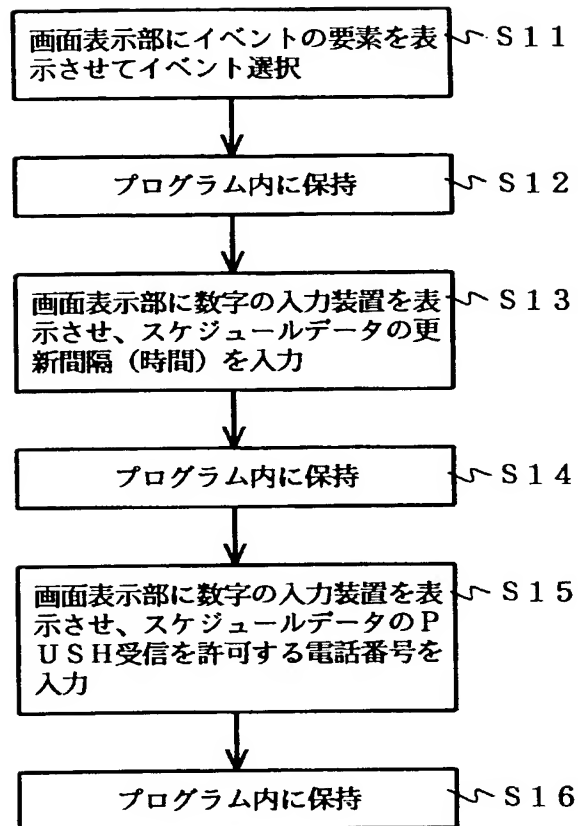 画面表示部にイベントの要素を表
示させてイベント選択
S11
プログラム内に保持
S12
画面表示部に数字の入力装置を表
示させ、スケジュールデータの更
新間隔（時間）を入力
S13
プログラム内に保持
S14
画面表示部に数字の入力装置を表
示させ、スケジュールデータのP
USH受信を許可する電話番号を
入力
S15
プログラム内に保持
S16